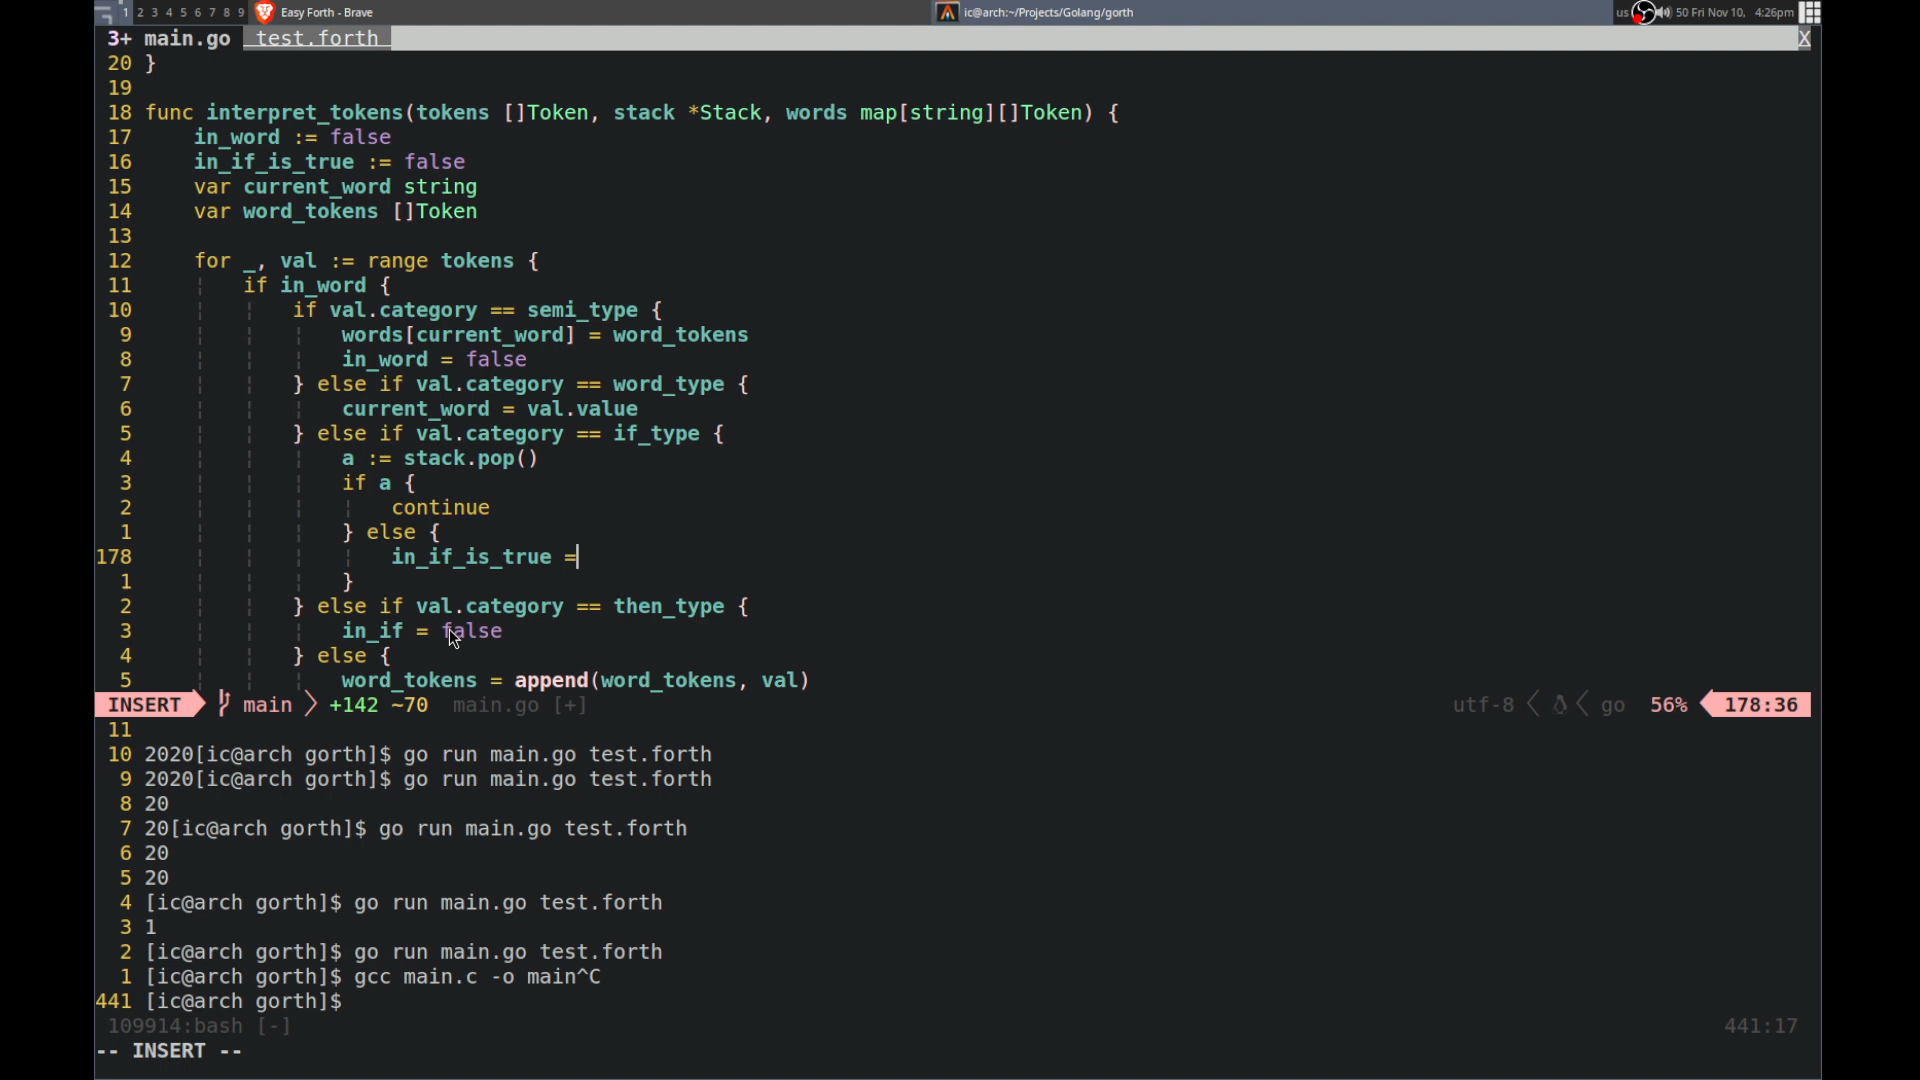 1 2 3 4 5 6 7 8 9 Easy Forth - Brave ic@arch:~/Projects/Golang/gorth us 50 Fri Nov 10, 4:26pm
3+ main.go test.forth X
20 }
19
18 func interpret_tokens(tokens []Token, stack *Stack, words map[string][]Token) {
17 in_word := false
16 in_if_is_true := false
15 var current_word string
14 var word_tokens []Token
13
12 for _, val := range tokens {
11 if in_word {
10 if val.category == semi_type {
9 words[current_word] = word_tokens
8 in_word = false
7 } else if val.category == word_type {
6 current_word = val.value
5 } else if val.category == if_type {
4 a := stack.pop()
3 if a {
2 continue
1 } else {
178 in_if_is_true =
1 }
2 } else if val.category == then_type {
3 in_if = false
4 } else {
5 word_tokens = append(word_tokens, val)
INSERT main +142 ~70 main.go [+] utf-8 go 56% 178:36
11
10 2020[ic@arch gorth]$ go run main.go test.forth
9 2020[ic@arch gorth]$ go run main.go test.forth
8 20
7 20[ic@arch gorth]$ go run main.go test.forth
6 20
5 20
4 [ic@arch gorth]$ go run main.go test.forth
3 1
2 [ic@arch gorth]$ go run main.go test.forth
1 [ic@arch gorth]$ gcc main.c -o main^C
441 [ic@arch gorth]$
109914:bash [-] 441:17
-- INSERT --